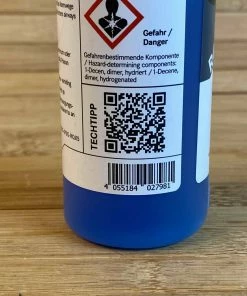 Gefahr /
Danger
Gefahrenbestimmende Komponente
/ Hazard-determining components:
1-Decen, dimer, hydriert / 1-Decene,
dimer, hydrogenated
TECHTIPP
4 055184 027981